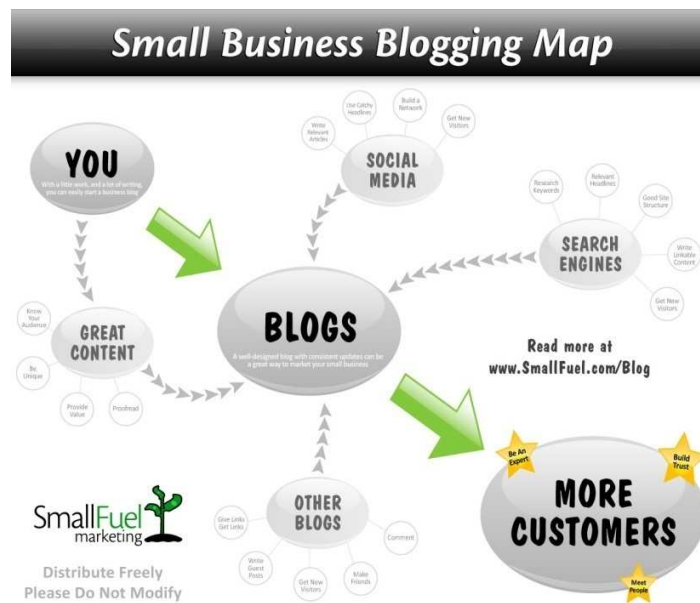 Small Business Blogging Map
YOU
With a little work, and a lot of writing,
you can easily start a business blog
Write
Relevant
Articles
Use Catchy
Headlines
Build a
Network
Get New
Visitors
SOCIAL
MEDIA
Research
Keywords
Relevant
Headlines
Good Site
Structure
Write
Linkable
Content
Get New
Visitors
SEARCH
ENGINES
Know
Your
Audience
Be
Unique
Provide
Value
Proofread
GREAT
CONTENT
BLOGS
A well-designed blog with consistent updates can be
a great way to market your small business
Read more at
www.SmallFuel.com/Blog
Give Links
Get Links
Write
Guest
Posts
Get New
Visitors
Make
Friends
Comment
OTHER
BLOGS
Be An
Expert
Build
Trust
MORE
CUSTOMERS
Meet
People
SmallFuel
marketing
Distribute Freely
Please Do Not Modify